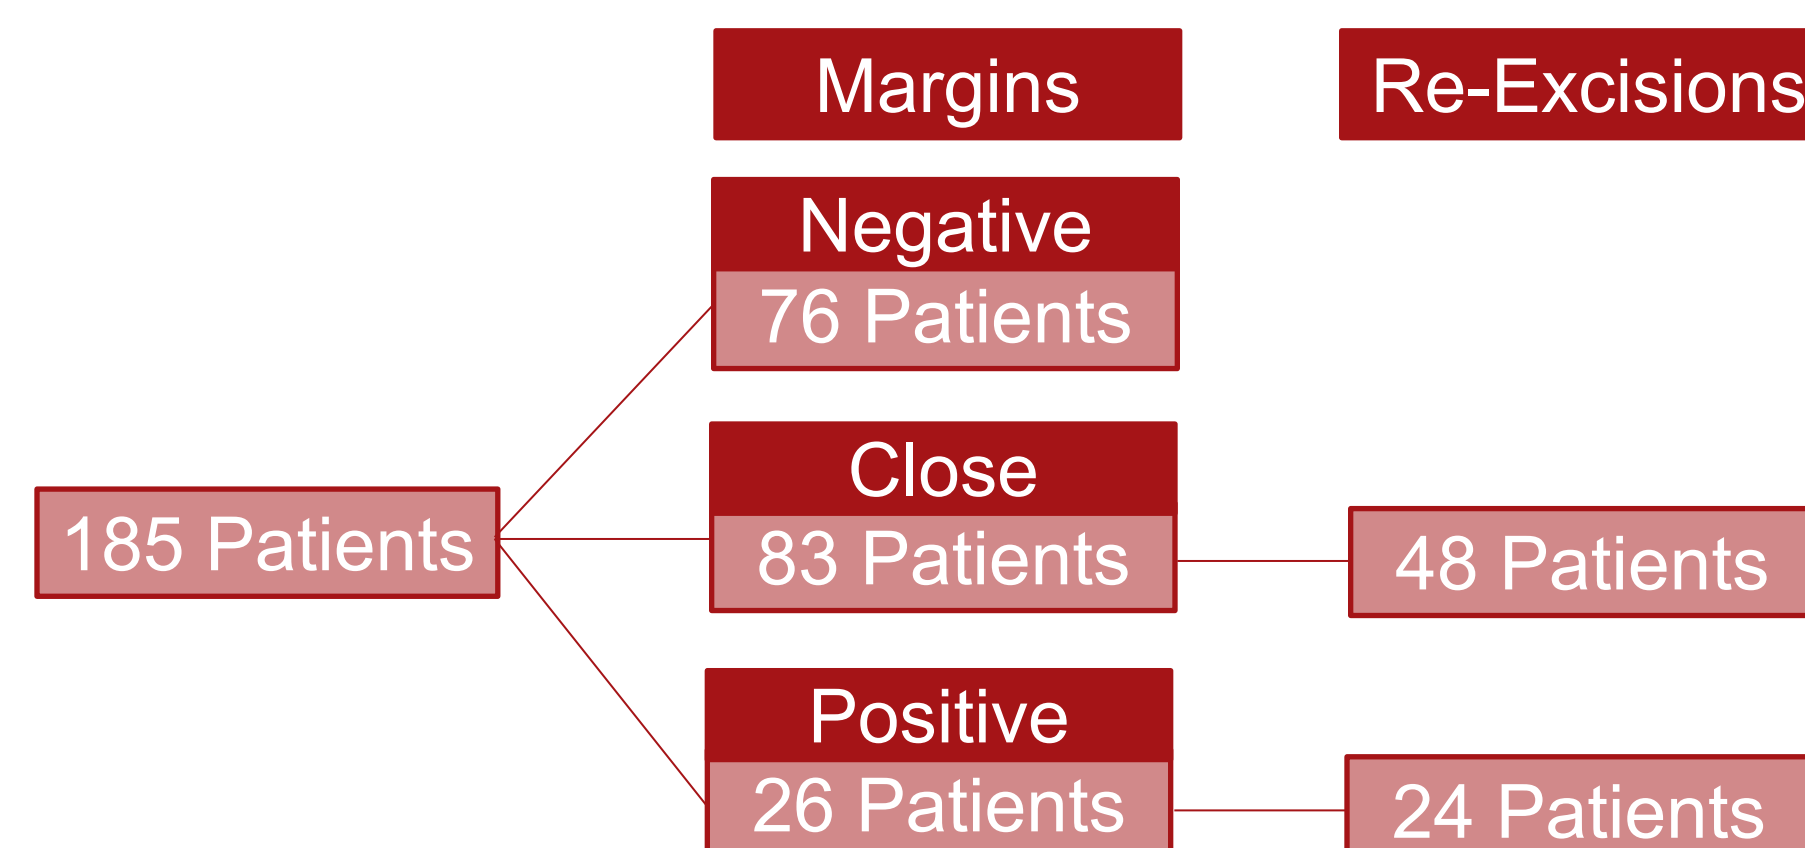 Margins
Re-Excisions
Negative
76 Patients
Close
185 Patients
83 Patients
48 Patients
Positive
26 Patients
24 Patients